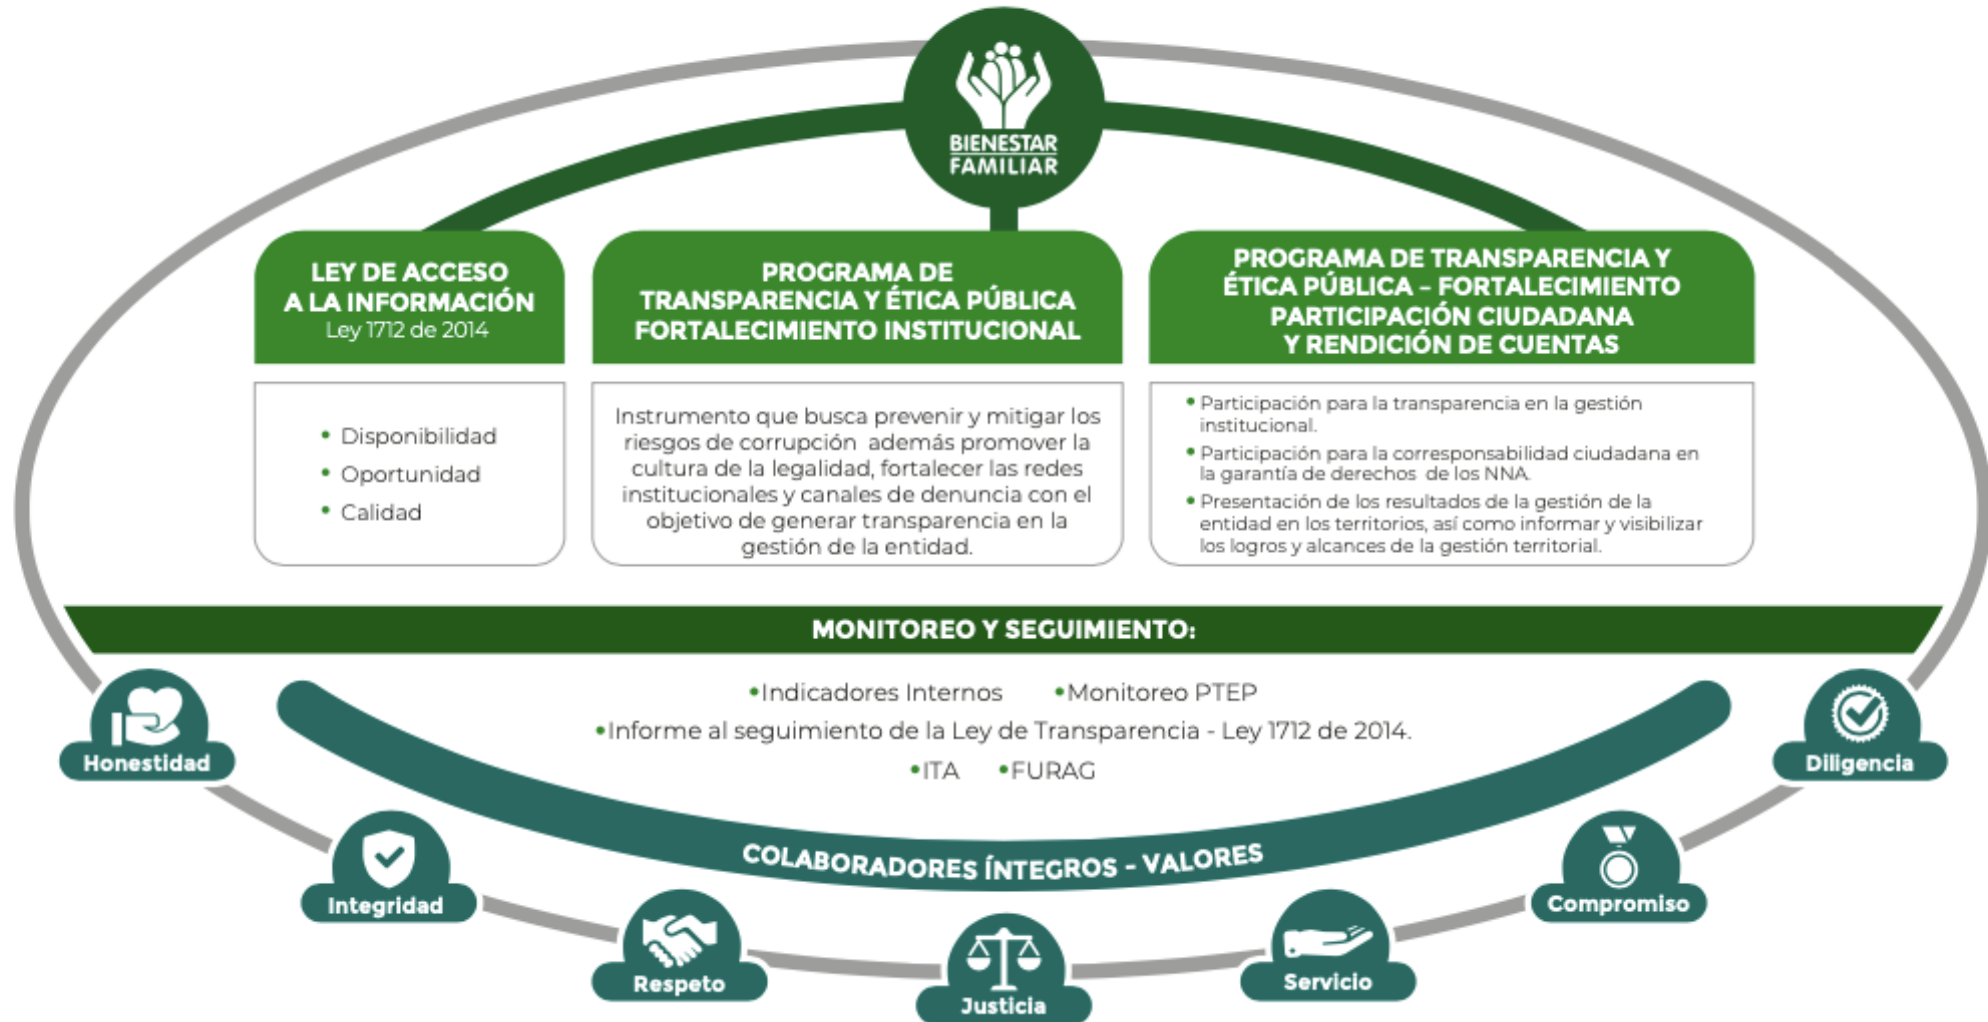 BIENESTAR
FAMILIAR
LEY DE ACCESO
A LA INFORMACIÓN
Ley 1712 de 2014
• Disponibilidad
• Oportunidad
• Calidad
PROGRAMA DE
TRANSPARENCIA Y ÉTICA PÚBLICA
FORTALECIMIENTO INSTITUCIONAL
Instrumento que busca prevenir y mitigar los
riesgos de corrupción además promover la
cultura de la legalidad, fortalecer las redes
institucionales y canales de denuncia con el
objetivo de generar transparencia en la
gestión de la entidad.
PROGRAMA DE TRANSPARENCIA Y
ÉTICA PÚBLICA – FORTALECIMIENTO
PARTICIPACIÓN CIUDADANA
Y RENDICIÓN DE CUENTAS
• Participación para la transparencia en la gestión
institucional.
• Participación para la corresponsabilidad ciudadana en
la garantía de derechos de los NNA.
• Presentación de los resultados de la gestión de la
entidad en los territorios, así como informar y visibilizar
los logros y alcances de la gestión territorial.
MONITOREO Y SEGUIMIENTO:
•Indicadores Internos •Monitoreo PTEP
•Informe al seguimiento de la Ley de Transparencia - Ley 1712 de 2014.
•ITA •FURAG
COLABORADORES ÍNTEGROS - VALORES
Honestidad
Integridad
Respeto
Justicia
Servicio
Compromiso
Diligencia